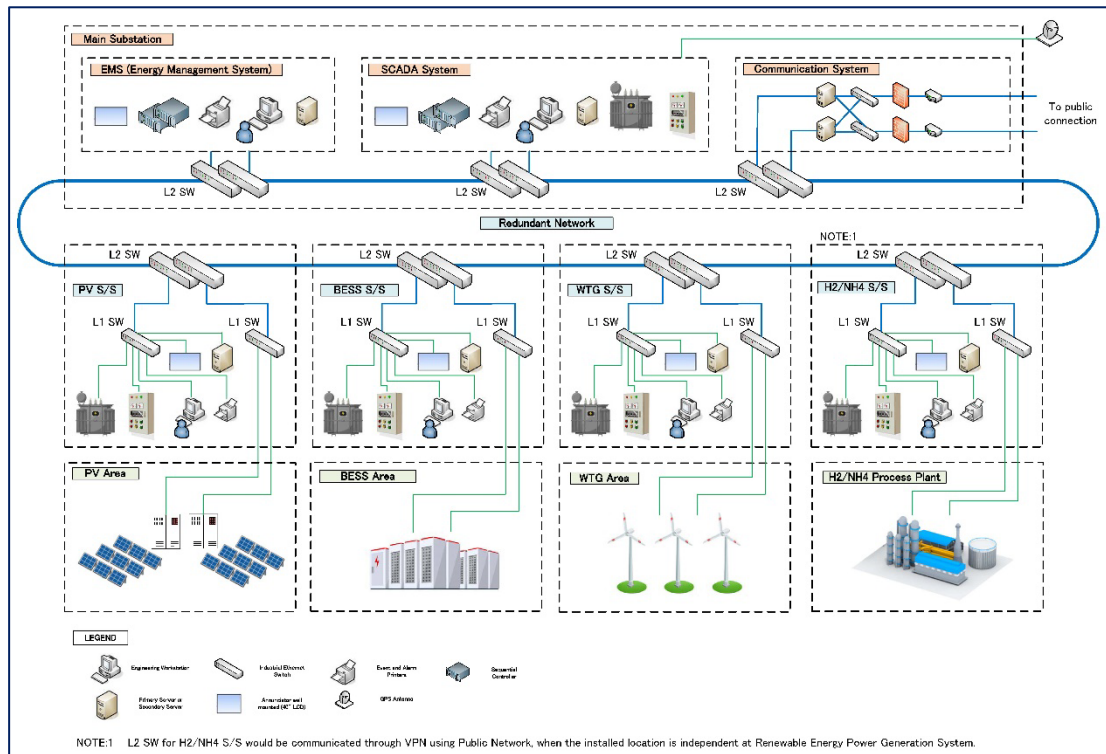 Main Substation
EMS (Energy Management System)
SCADA System
Communication System
To public
connection
L2 SW
L2 SW
L2 SW
Redundant Network
NOTE:1
L2 SW
L2 SW
L2 SW
L2 SW
PV S/S
BESS S/S
WTG S/S
H2/NH4 S/S
L1 SW
L1 SW
L1 SW
L1 SW
L1 SW
L1 SW
L1 SW
L1 SW
PV Area
BESS Area
WTG Area
H2/NH4 Process Plant
LEGEND
Engineering Workstation
Industrial Ethernet
Switch
Event and Alarm
Printers
Sequential
Controller
Primary Server or
Secondary Server
Annunciator wall
mounted (40" LCD)
GPS Antenna
NOTE:1 L2 SW for H2/NH4 S/S would be communicated through VPN using Public Network, when the installed location is independent at Renewable Energy Power Generation System.